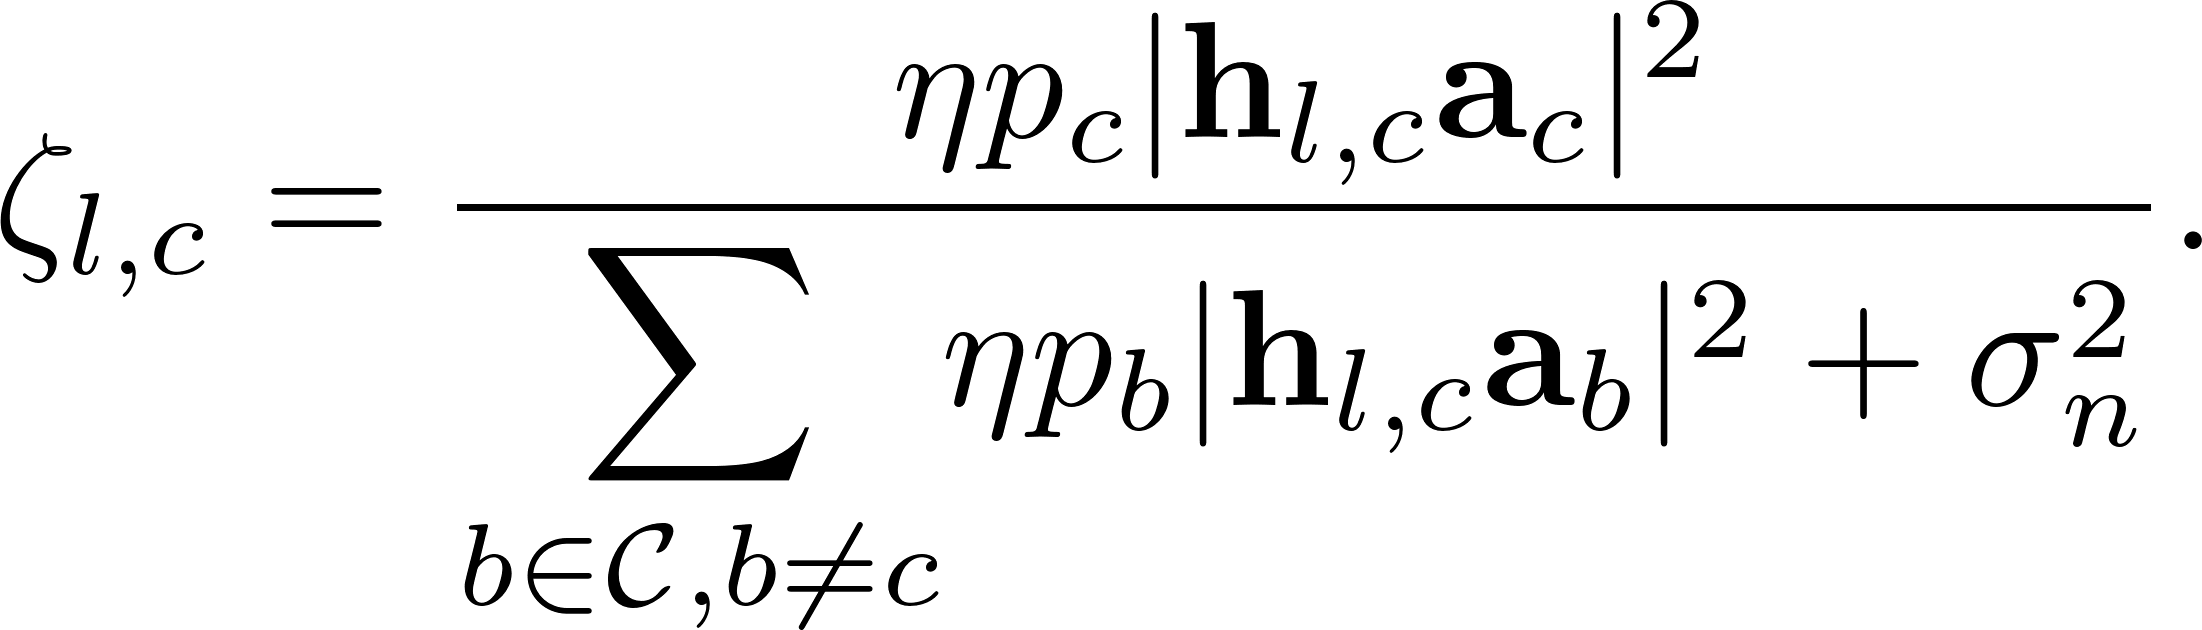 \zeta_{l,c} = \frac{\eta p_c |\mathbf{h}_{l,c} \mathbf{a}_c|^2}{\sum_{b \in \mathcal{C}, b \neq c} \eta p_b |\mathbf{h}_{l,c} \mathbf{a}_b|^2 + \sigma_n^2}.